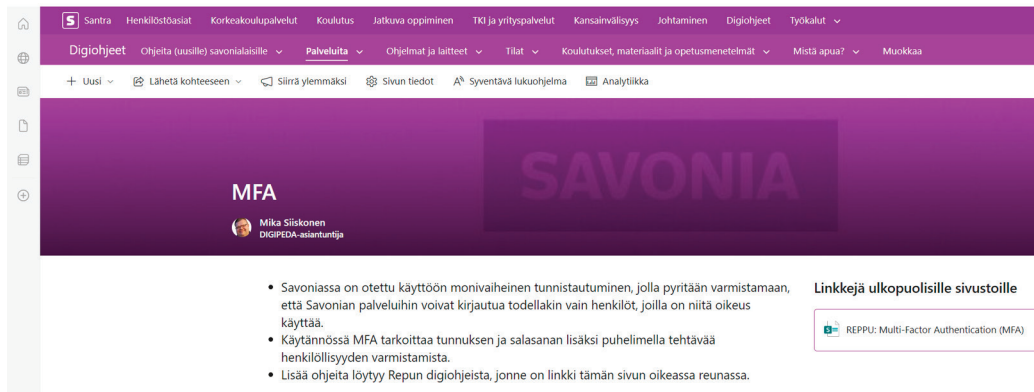 S Santra Henkilöstöasiat Korkeakoulupalvelut Koulutus Jatkuva oppiminen TKI ja yrityspalvelut Kansainvälisyys Johtaminen Digiohjeet Työkalut
Digiohjeet Ohjeita (uusille) savonialaisille Palveluita Ohjelmat ja laitteet Tilat Koulutukset, materiaalit ja opetusmenetelmät Mistä apua? Muokkaa
+ Uusi Lähetä kohteeseen Siirrä ylemmäksi Sivun tiedot Syventävä lukuohjelma Analytiikka
SAVONIA
MFA
Mika Siiskonen
DIGIPEDA-asiantuntija
• Savoniassa on otettu käyttöön monivaiheinen tunnistautuminen, jolla pyritään varmistamaan,
että Savonian palveluihin voivat kirjautua todellakin vain henkilöt, joilla on niitä oikeus
käyttää.
• Käytännössä MFA tarkoittaa tunnuksen ja salasanan lisäksi puhelimella tehtävää
henkilöllisyyden varmistamista.
• Lisää ohjeita löytyy Repun digiohjeista, jonne on linkki tämän sivun oikeassa reunassa.
Linkkejä ulkopuolisille sivustoille
REPPU: Multi-Factor Authentication (MFA)